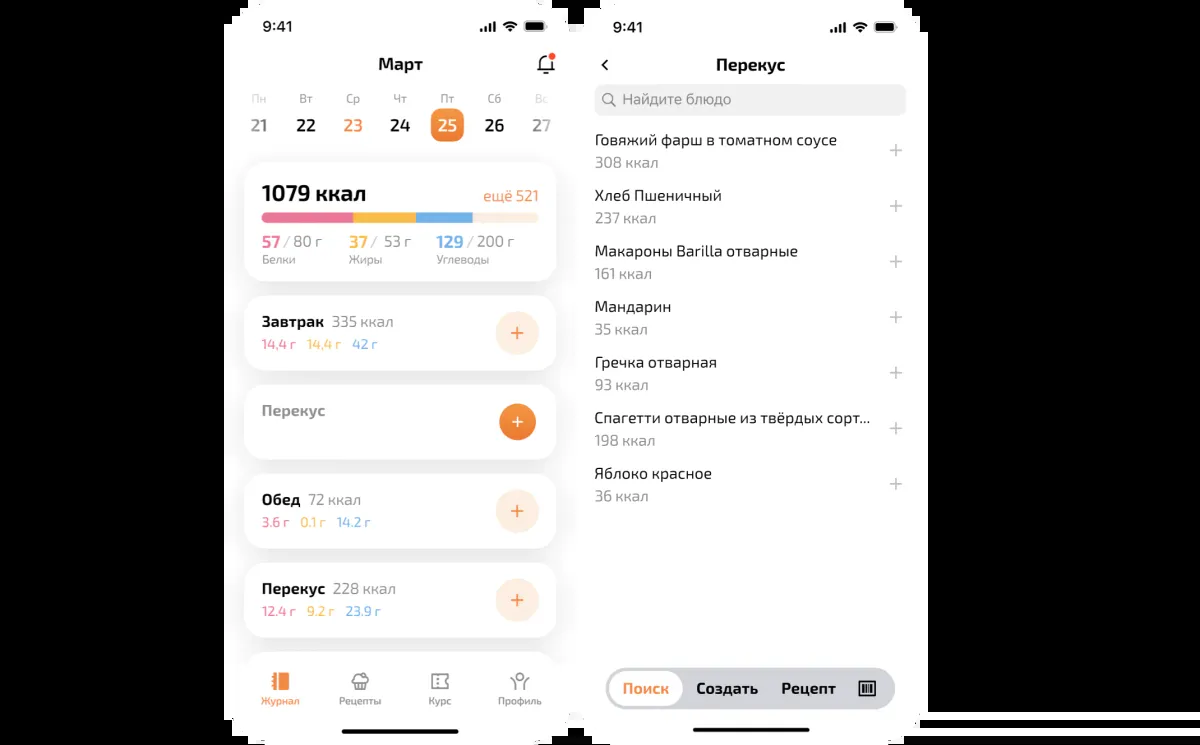 9:41
Март
Пн Вт Ср Чт Пт Сб Вс
21 22 23 24 25 26 27
1079 ккал ещё 521
57 / 80 г 37 / 53 г 129 / 200 г
Белки Жиры Углеводы
Завтрак 335 ккал
14,4 г 14,4 г 42 г
Перекус
Обед 72 ккал
3.6 г 0.1 г 14.2 г
Перекус 228 ккал
12.4 г 9.2 г 23.9 г
Журнал Рецепты Курс Профиль
9:41
Перекус
Найдите блюдо
Говяжий фарш в томатном соусе
308 ккал
Хлеб Пшеничный
237 ккал
Макароны Barilla отварные
161 ккал
Мандарин
35 ккал
Гречка отварная
93 ккал
Спагетти отварные из твёрдых сорт...
198 ккал
Яблоко красное
36 ккал
Поиск Создать Рецепт